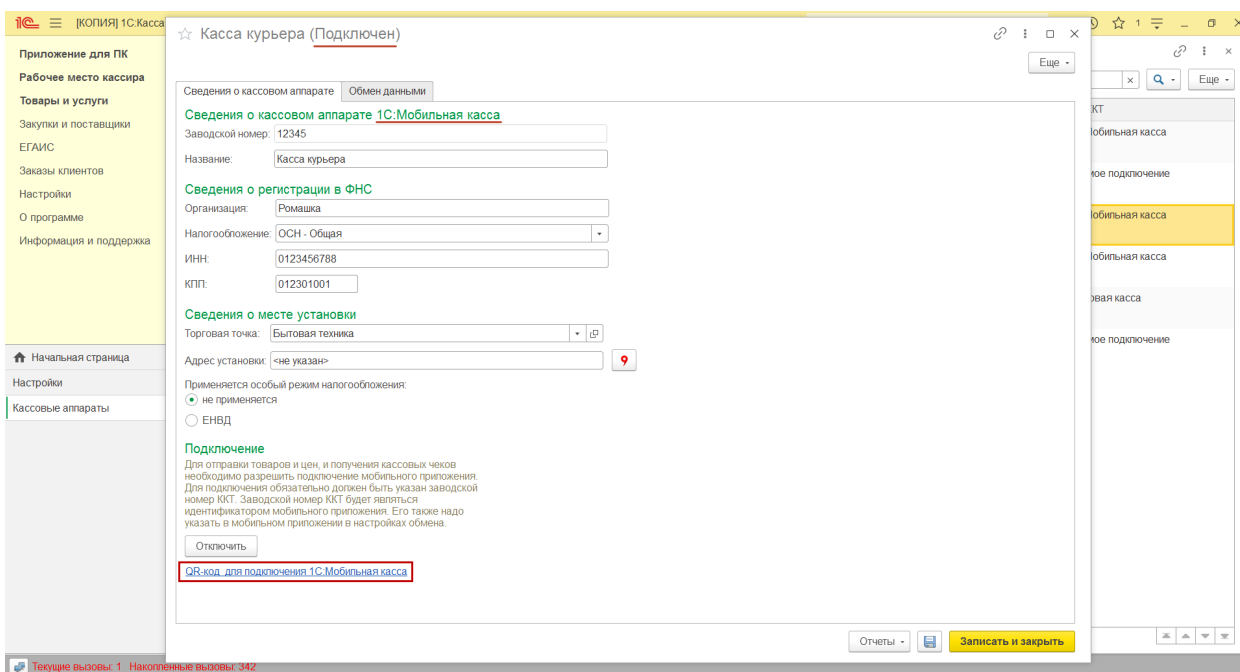 1С [КОПИЯ] 1С:Касса
1
Приложение для ПК
Рабочее место кассира
Товары и услуги
Закупки и поставщики
ЕГАИС
Заказы клиентов
Настройки
О программе
Информация и поддержка
Начальная страница
Настройки
Кассовые аппараты
Касса курьера (Подключен)
Еще
Сведения о кассовом аппарате Обмен данными
Сведения о кассовом аппарате 1С:Мобильная касса
Заводской номер: 12345
Название: Касса курьера
Сведения о регистрации в ФНС
Организация: Ромашка
Налогообложение: ОСН - Общая
ИНН: 0123456788
КПП: 012301001
Сведения о месте установки
Торговая точка: Бытовая техника
Адрес установки: <не указан>
Применяется особый режим налогообложения:
не применяется
ЕНВД
Подключение
Для отправки товаров и цен, и получения кассовых чеков
необходимо разрешить подключение мобильного приложения.
Для подключения обязательно должен быть указан заводской
номер ККТ. Заводской номер ККТ будет являться
идентификатором мобильного приложения. Его также надо
указать в мобильном приложении в настройках обмена.
Отключить
QR-код для подключения 1С:Мобильная касса
Отчеты
Записать и закрыть
Еще
ККТ
Мобильная касса
мое подключение
Мобильная касса
Мобильная касса
овая касса
мое подключение
Текущие вызовы: 1 Накопленные вызовы: 342